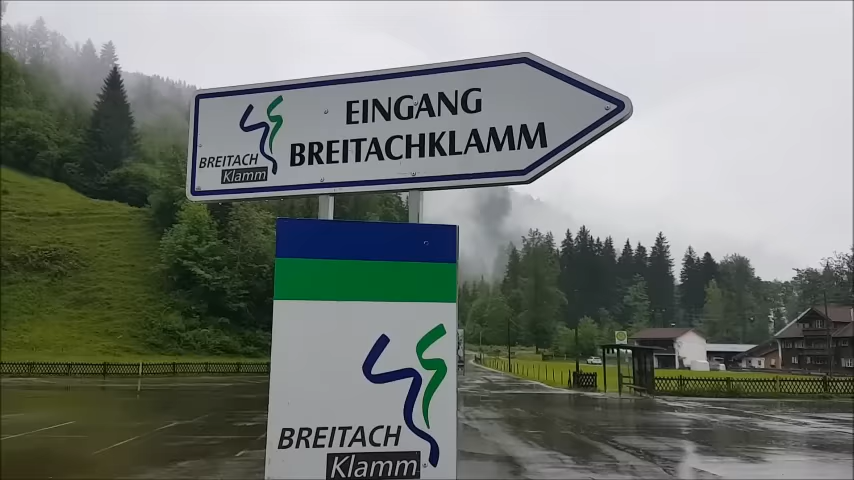 EINGANG
BREITACHKLAMM
BREITACH
Klamm
BREITACH
Klamm